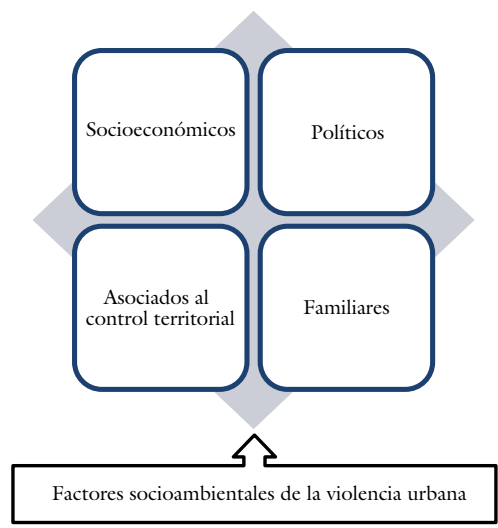 Socioeconómicos
Políticos
Asociados al
control territorial
Familiares
Factores socioambientales de la violencia urbana